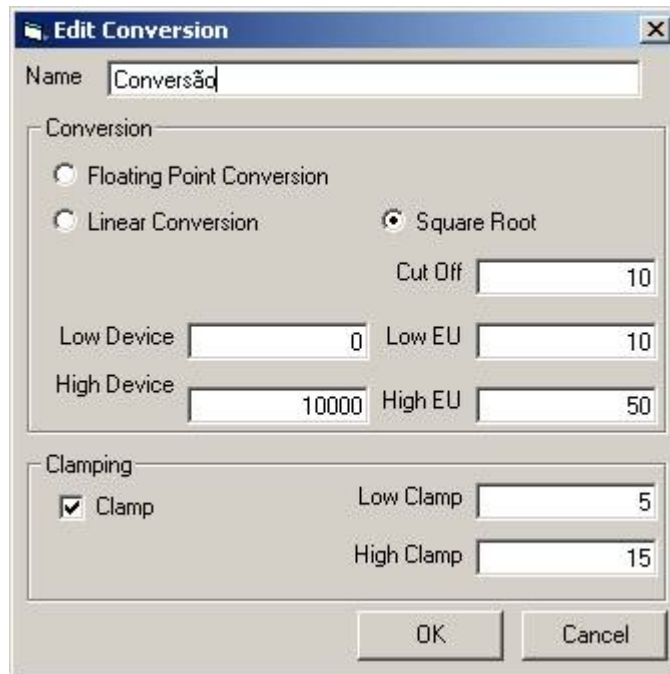 Edit Conversion
Name Conversão
Conversion
Floating Point Conversion
Linear Conversion Square Root
Cut Off 10
Low Device 0 Low EU 10
High Device 10000 High EU 50
Clamping
Clamp Low Clamp 5
High Clamp 15
OK Cancel